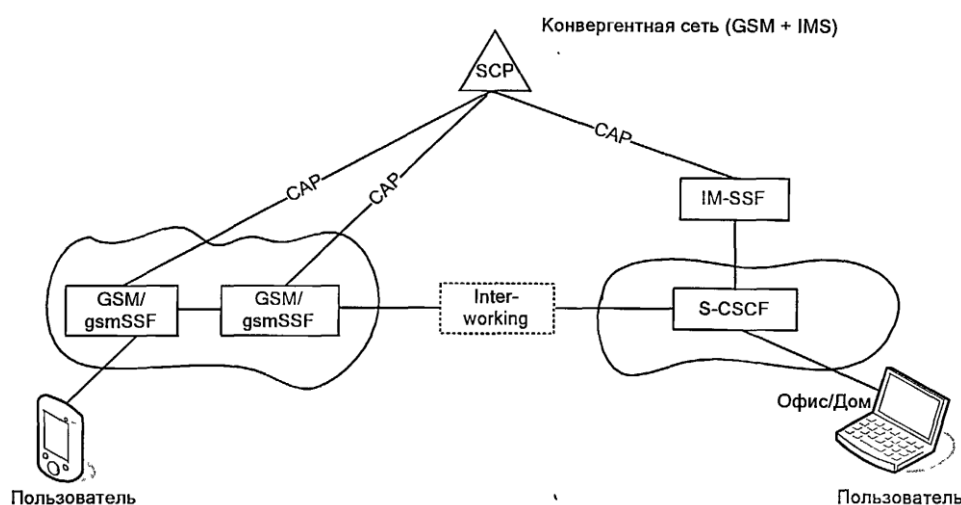 Конвергентная сеть (GSM + IMS)
SCP
CAP
CAP
CAP
IM-SSF
GSM/
gsmSSF
GSM/
gsmSSF
Inter-
working
S-CSCF
Офис/Дом
Пользователь
Пользователь